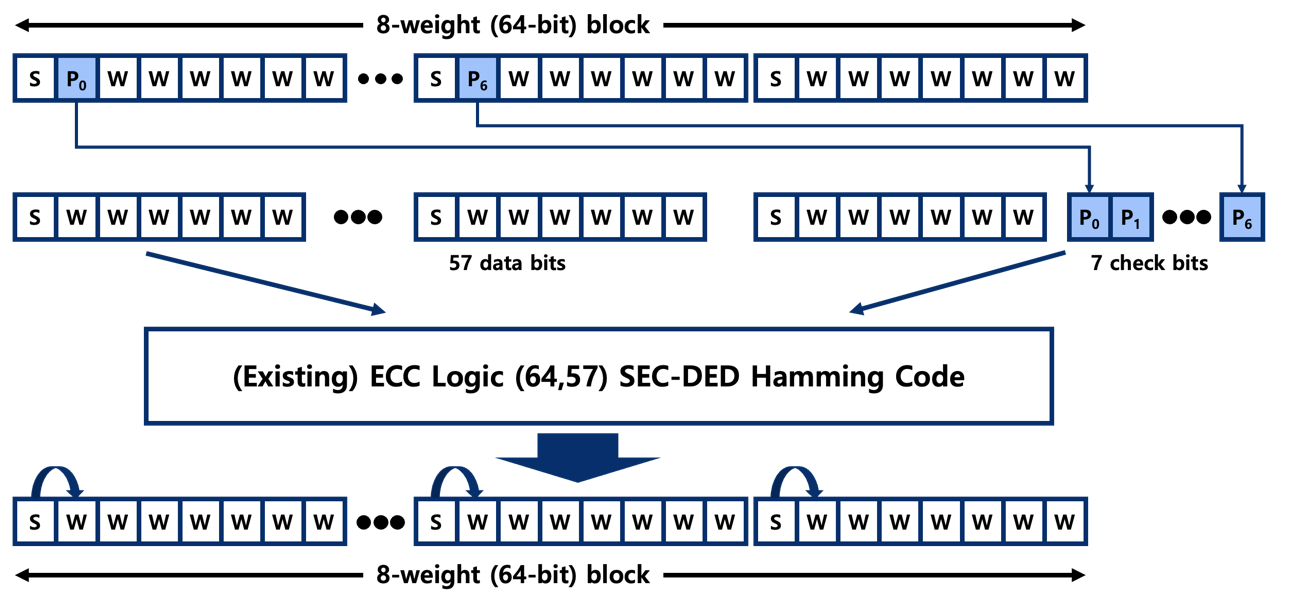 8-weight (64-bit) block
S P0 W W W W W W ••• S P6 W W W W W W S W W W W W W W
S W W W W W W ••• S W W W W W W S W W W W W W P0 P1 ••• P6
57 data bits 7 check bits
(Existing) ECC Logic (64,57) SEC-DED Hamming Code
S W W W W W W W ••• S W W W W W W W S W W W W W W W
8-weight (64-bit) block